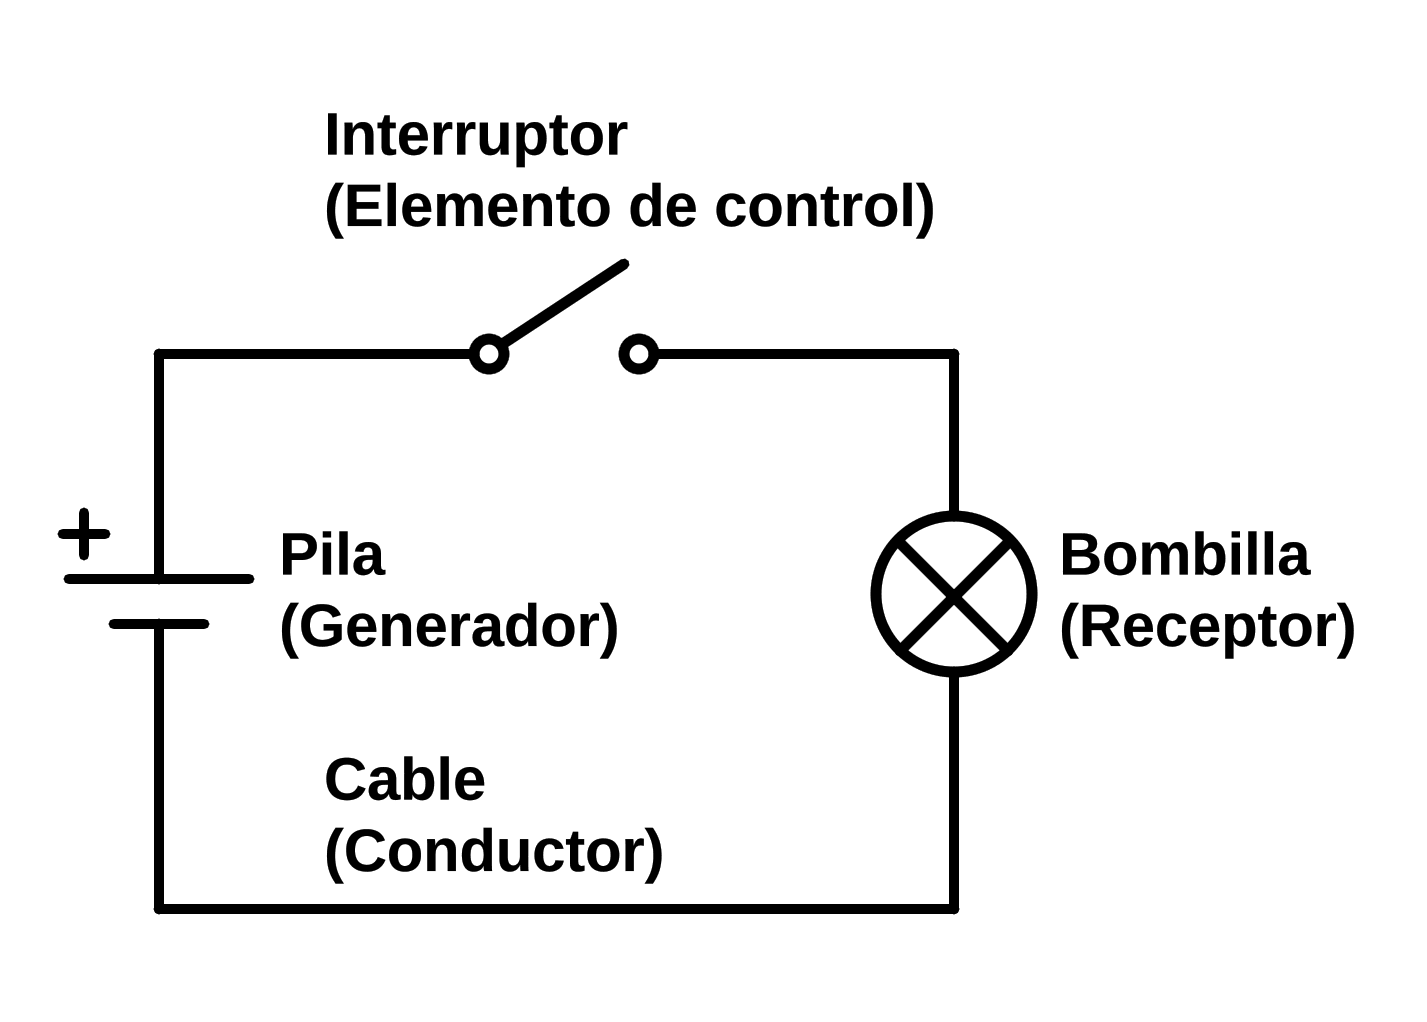 Interruptor
(Elemento de control)
+
Pila
(Generador)
Bombilla
(Receptor)
Cable
(Conductor)